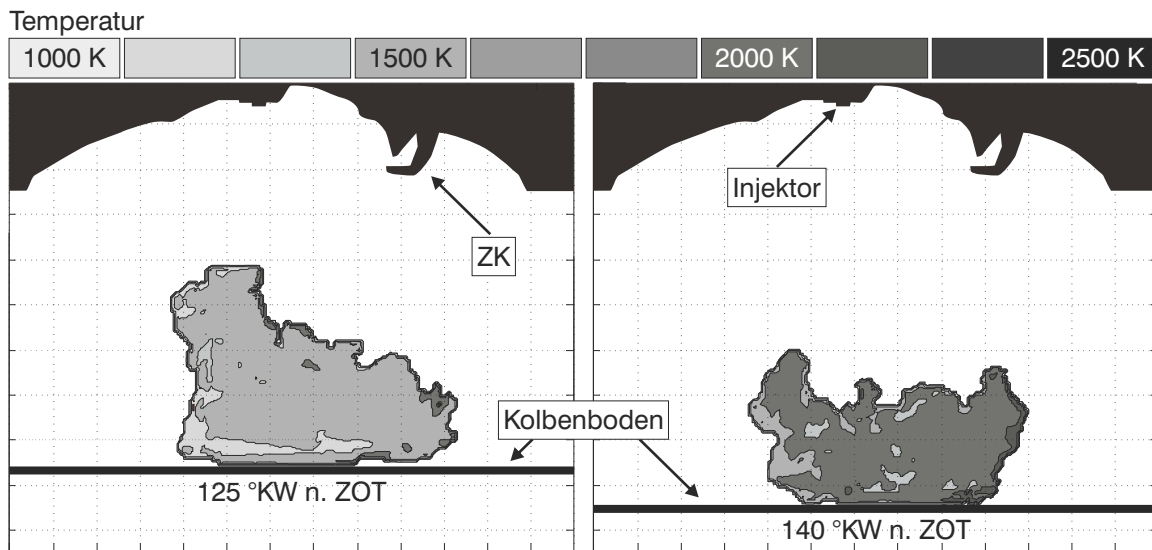 Temperatur
1000 K 1500 K 2000 K 2500 K
Injektor
ZK
Kolbenboden
125 °KW n. ZOT
140 °KW n. ZOT